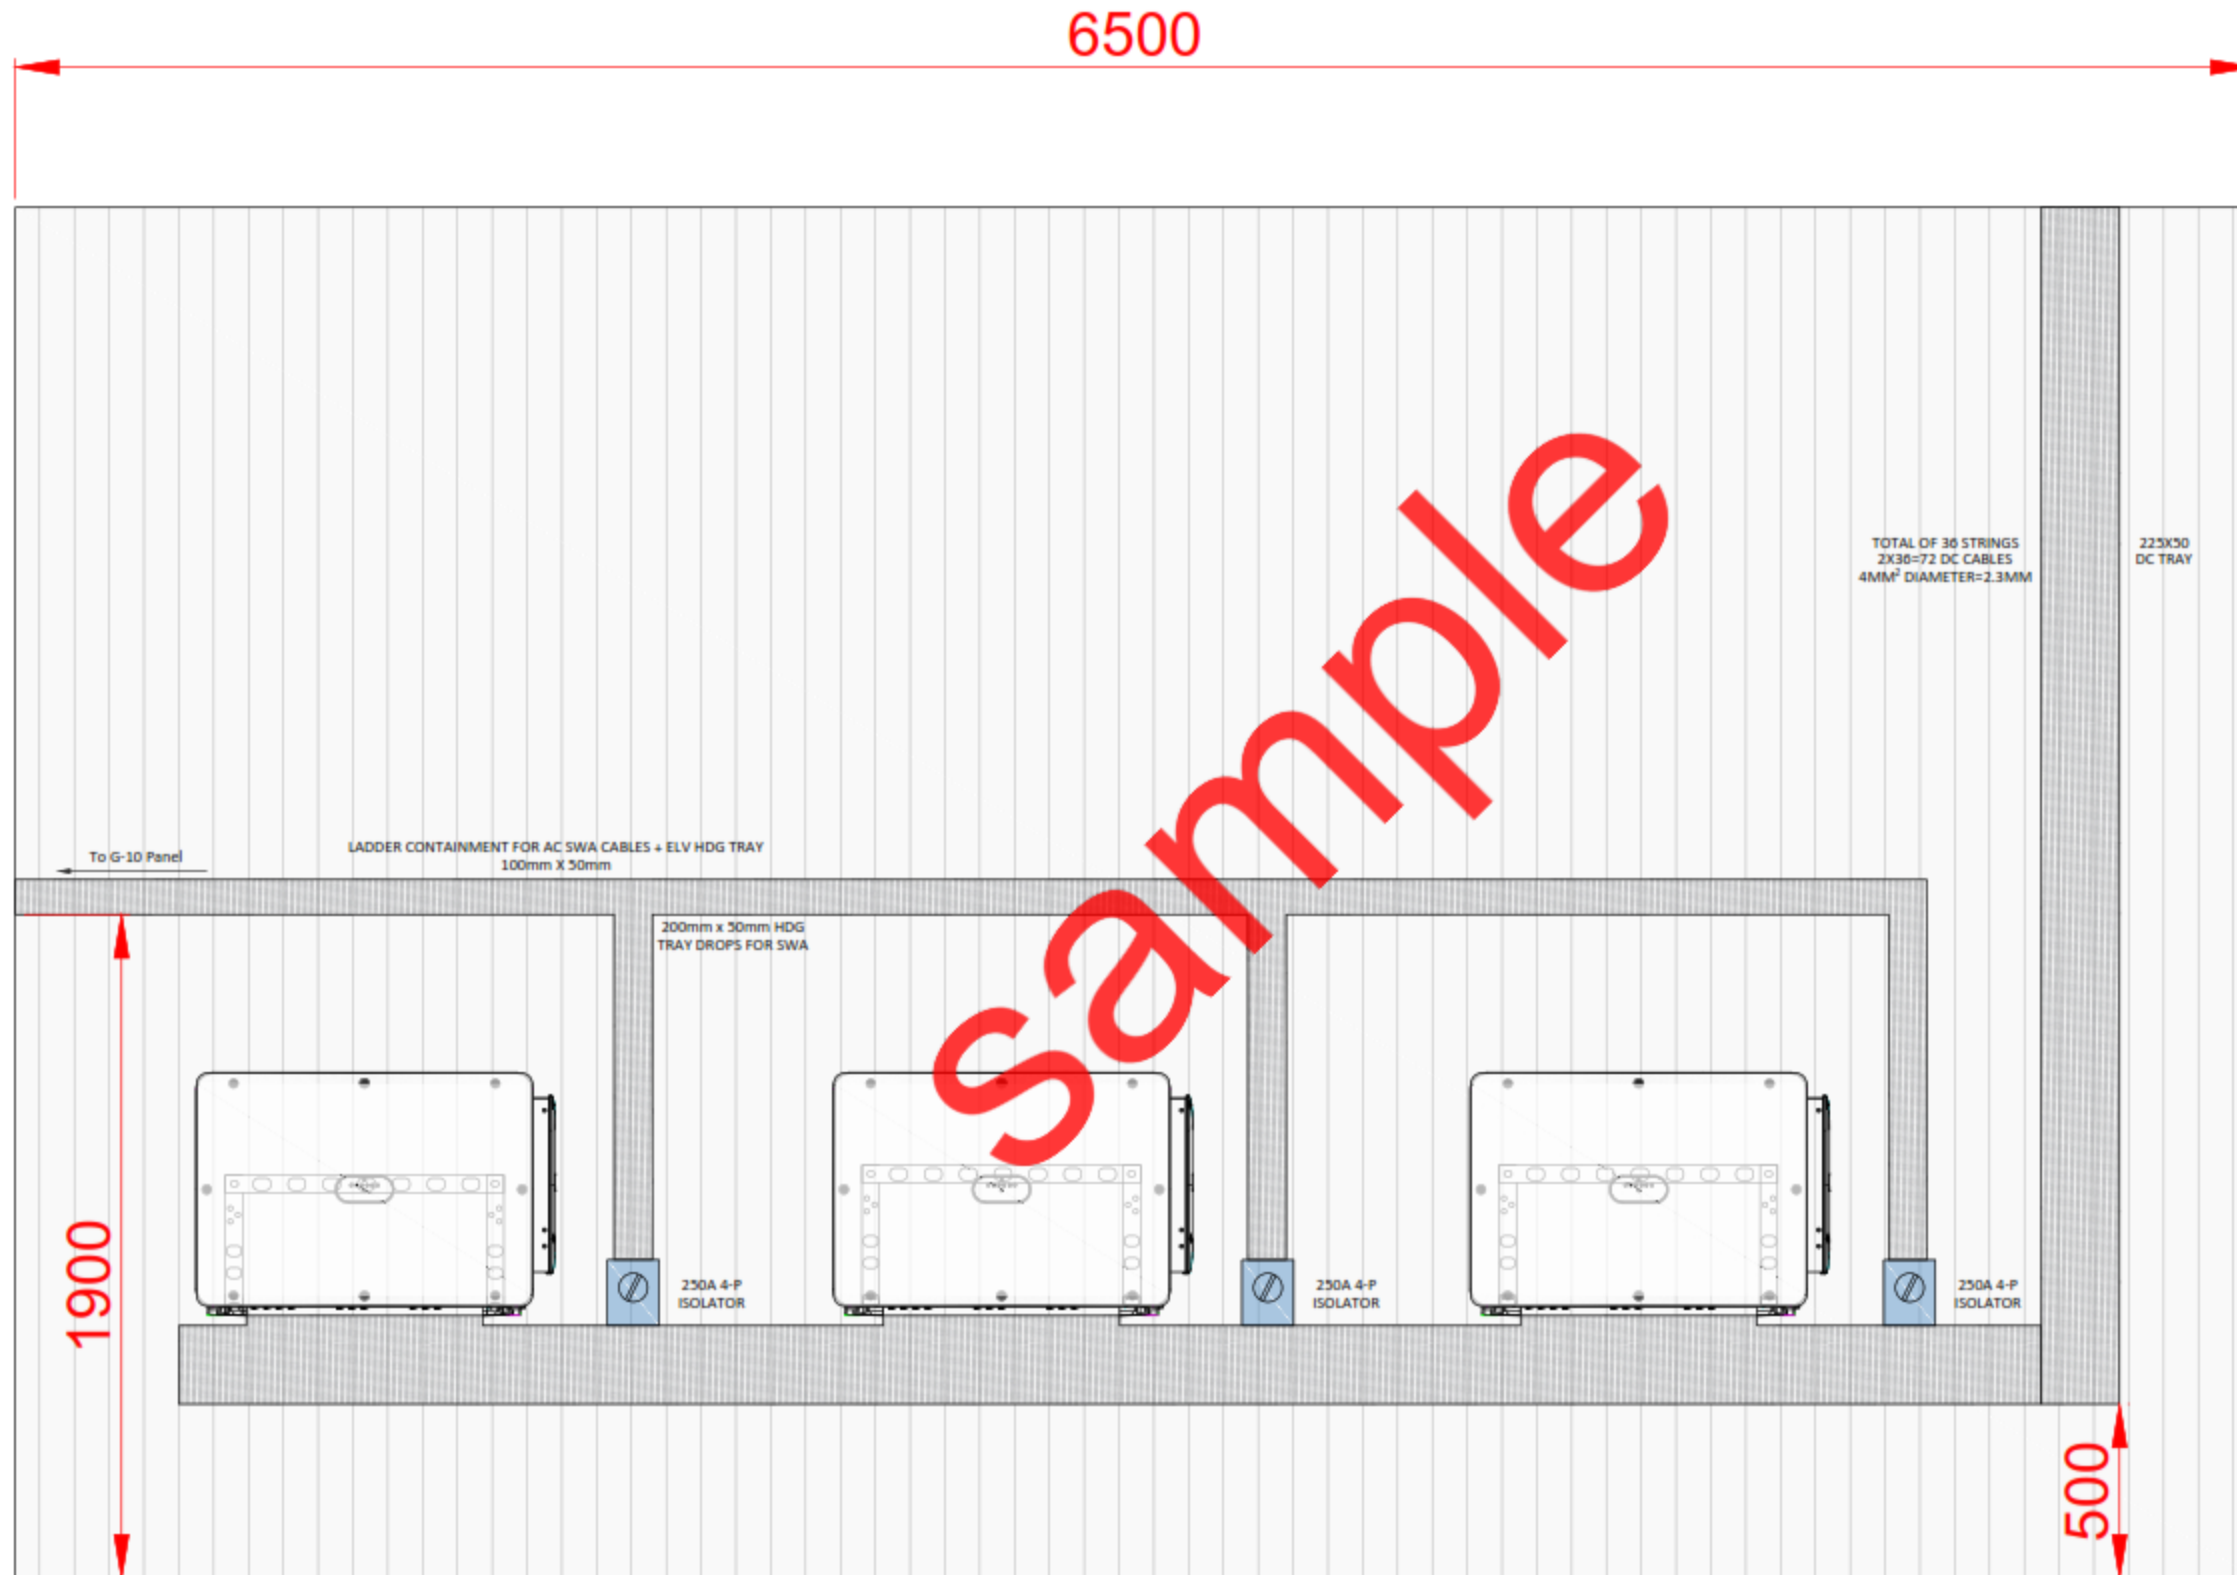 6500
sample
TOTAL OF 36 STRINGS
2X36=72 DC CABLES
4MM² DIAMETER=2.3MM
225X50
DC TRAY
To G-10 Panel
LADDER CONTAINMENT FOR AC SWA CABLES + ELV HDG TRAY
100mm X 50mm
200mm x 50mm HDG
TRAY DROPS FOR SWA
1900
250A 4-P
ISOLATOR
250A 4-P
ISOLATOR
250A 4-P
ISOLATOR
500